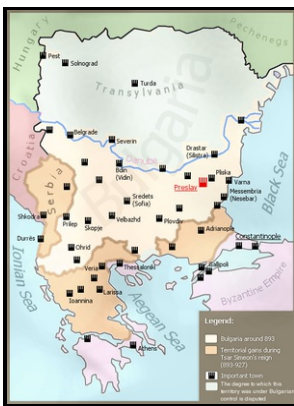 Hungary
Pechenegs
Pest
Solnograd
Turda
Transylvania
Croatia
Belgrade
Severin
Danube
Drastar
(Silistra)
Bdin
(Vidin)
Pliska
Preslav
Varna
Messembria
(Nesebar)
Serbia
Bulgaria
Sredets
(Sofie)
Black Sea
Shkodra
Prilep
Skopje
Velbazhd
Plovdiv
Adrianople
Constantinople
Durrës
Ohrid
Veria
Thessaloniki
Gallipoli
Ionian Sea
Ioannina
Larissa
Aegean Sea
Byzantine Empire
Athens
Legend:
Bulgaria around 893
Territorial gains during
Tsar Simeon's reign
(893-927)
Important town
The degree to which this
territory was under Bulgarian
control is disputed